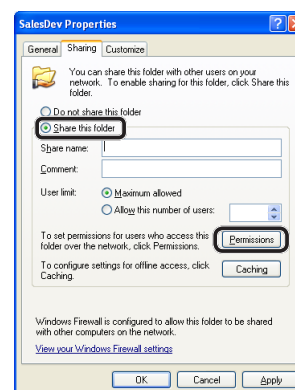 SalesDev Properties
General Sharing Customize
You can share this folder with other users on your
network. To enable sharing for this folder, click Share this
folder.
Do not share this folder
Share this folder
Share name:
Comment:
User limit: Maximum allowed
Allow this number of users:
To set permissions for users who access this
folder over the network, click Permissions. Permissions
To configure settings for offline access, click
Caching. Caching
Windows Firewall is configured to allow this folder to be shared
with other computers on the network.
View your Windows Firewall settings
OK Cancel Apply